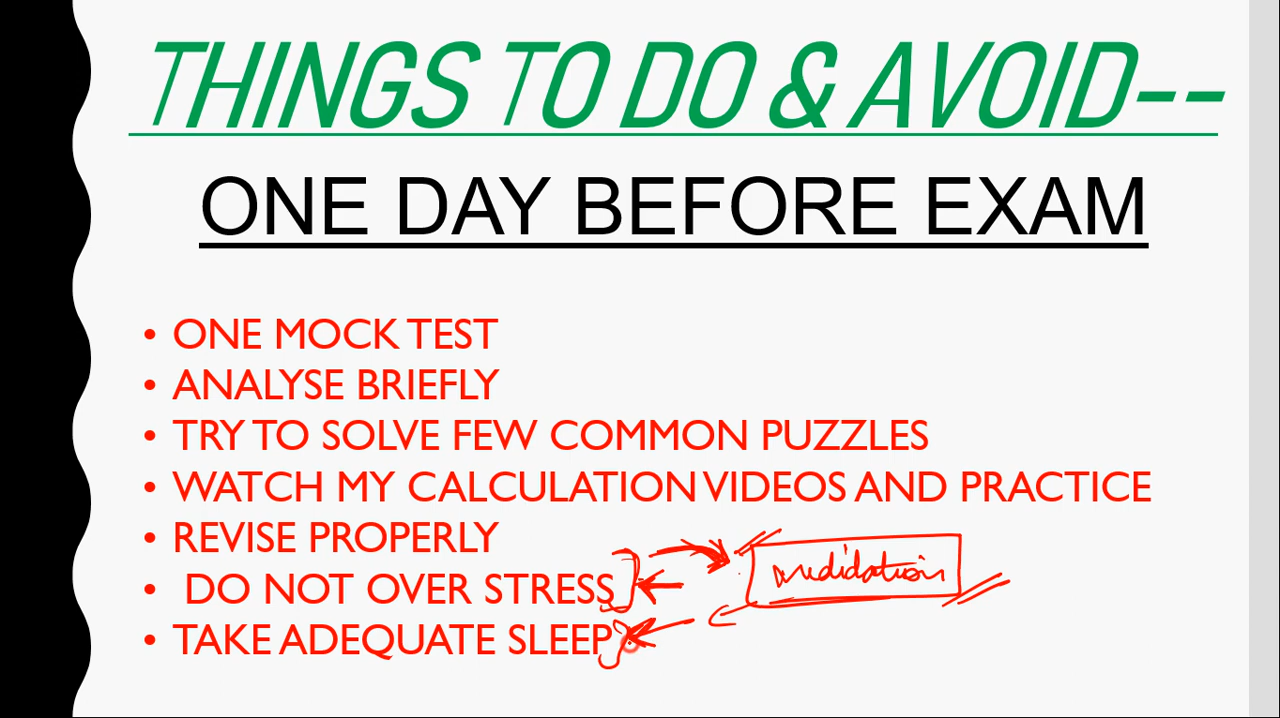 THINGS TO DO & AVOID--
ONE DAY BEFORE EXAM
• ONE MOCK TEST
• ANALYSE BRIEFLY
• TRY TO SOLVE FEW COMMON PUZZLES
• WATCH MY CALCULATION VIDEOS AND PRACTICE
• REVISE PROPERLY
• DO NOT OVER STRESS
medidation
• TAKE ADEQUATE SLEEP